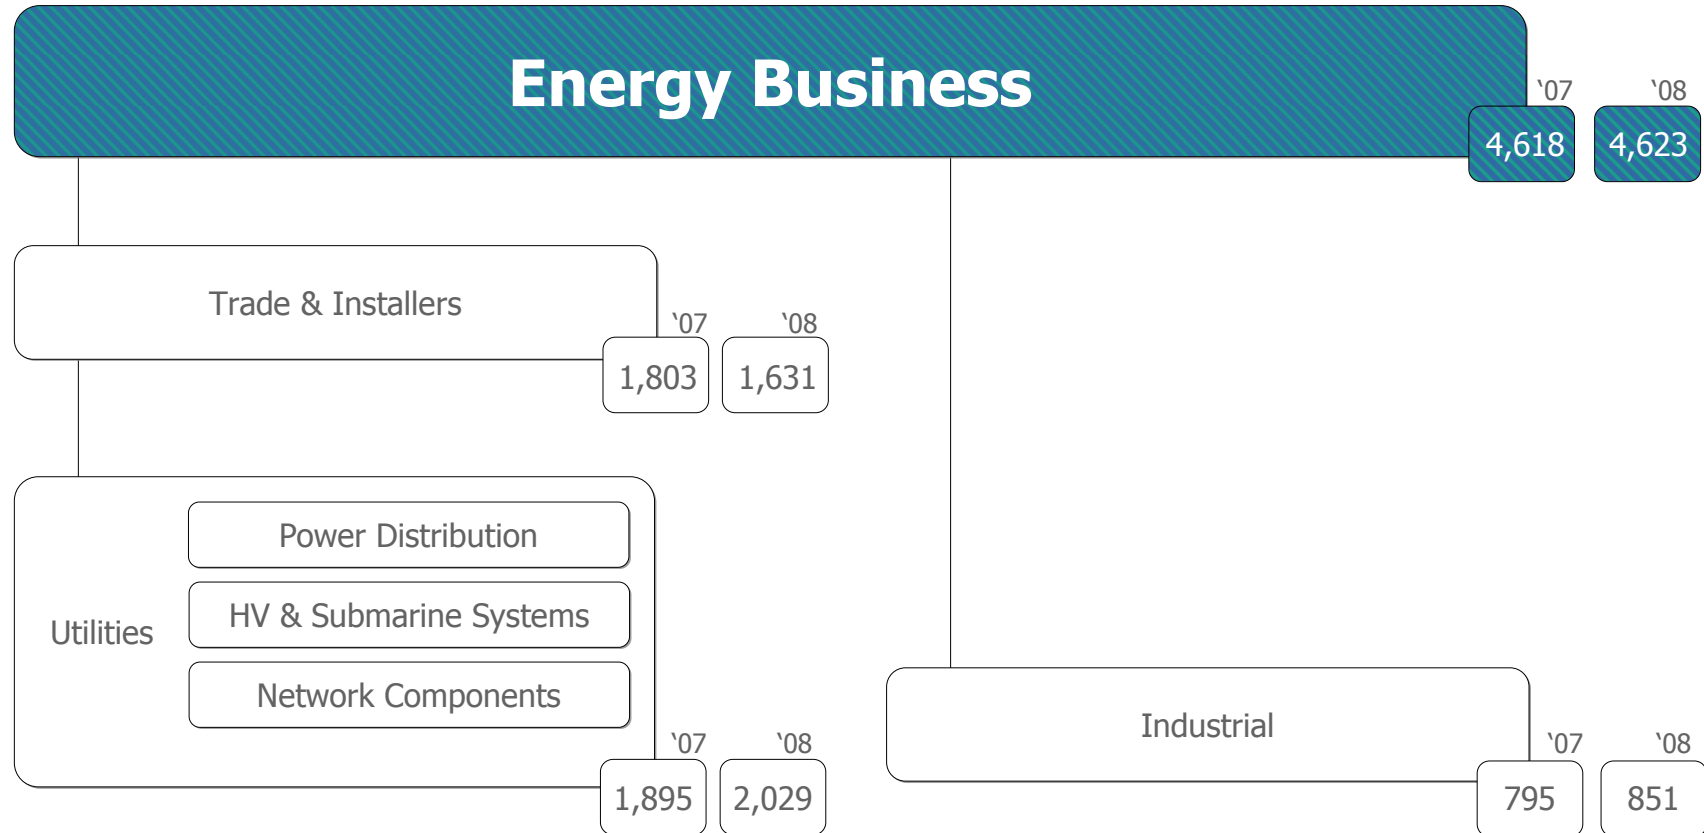 Energy Business
‘07 ‘08
4,618 4,623
Trade & Installers
‘07 ‘08
1,803 1,631
Utilities
Power Distribution
HV & Submarine Systems
Network Components
‘07 ‘08
1,895 2,029
Industrial
‘07 ‘08
795 851